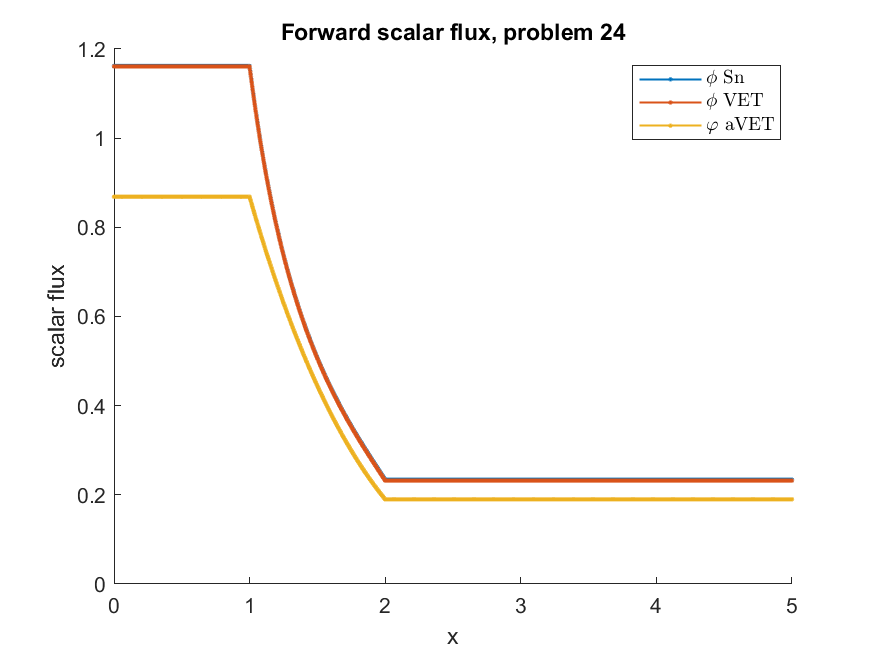 Forward scalar flux, problem 24
1.2
1
0.8
0.6
0.4
0.2
0
scalar flux
0 1 2 3 4 5
x
ϕ Sn
ϕ VET
φ aVET